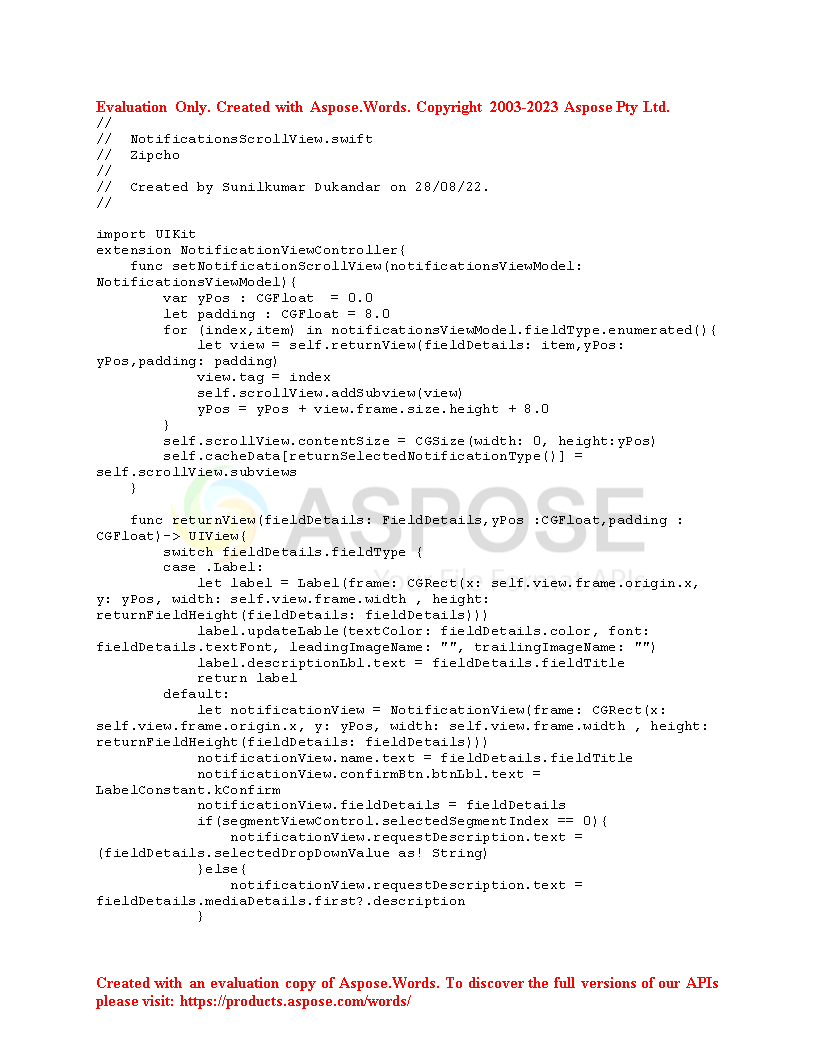 Evaluation Only. Created with Aspose.Words. Copyright 2003-2023 Aspose Pty Ltd.
//
//  NotificationsScrollView.swift
//  Zipcho
//
//  Created by Sunilkumar Dukandar on 28/08/22.
//
import UIKit
extension NotificationViewController{
    func setNotificationScrollView(notificationsViewModel:
NotificationsViewModel){
        var yPos : CGFloat  = 0.0
        let padding : CGFloat = 8.0
        for (index,item) in notificationsViewModel.fieldType.enumerated(){
            let view = self.returnView(fieldDetails: item,yPos:
yPos,padding: padding)
            view.tag = index
            self.scrollView.addSubview(view)
            yPos = yPos + view.frame.size.height + 8.0
        }
        self.scrollView.contentSize = CGSize(width: 0, height:yPos)
        self.cacheData[returnSelectedNotificationType()] =
self.scrollView.subviews
    }
ASPOSE
    func returnView(fieldDetails: FieldDetails,yPos :CGFloat,padding :
CGFloat)-> UIView{
        switch fieldDetails.fieldType {
        case .Label:
Your File Format APIs
            let label = Label(frame: CGRect(x: self.view.frame.origin.x,
y: yPos, width: self.view.frame.width , height:
returnFieldHeight(fieldDetails: fieldDetails)))
            label.updateLable(textColor: fieldDetails.color, font:
fieldDetails.textFont, leadingImageName: "", trailingImageName: "")
            label.descriptionLbl.text = fieldDetails.fieldTitle
            return label
        default:
            let notificationView = NotificationView(frame: CGRect(x:
self.view.frame.origin.x, y: yPos, width: self.view.frame.width , height:
returnFieldHeight(fieldDetails: fieldDetails)))
            notificationView.name.text = fieldDetails.fieldTitle
            notificationView.confirmBtn.btnLbl.text =
LabelConstant.kConfirm
            notificationView.fieldDetails = fieldDetails
            if(segmentViewControl.selectedSegmentIndex == 0){
                notificationView.requestDescription.text =
(fieldDetails.selectedDropDownValue as! String)
            }else{
                notificationView.requestDescription.text =
fieldDetails.mediaDetails.first?.description
            }
Created with an evaluation copy of Aspose.Words. To discover the full versions of our APIs
please visit: https://products.aspose.com/words/